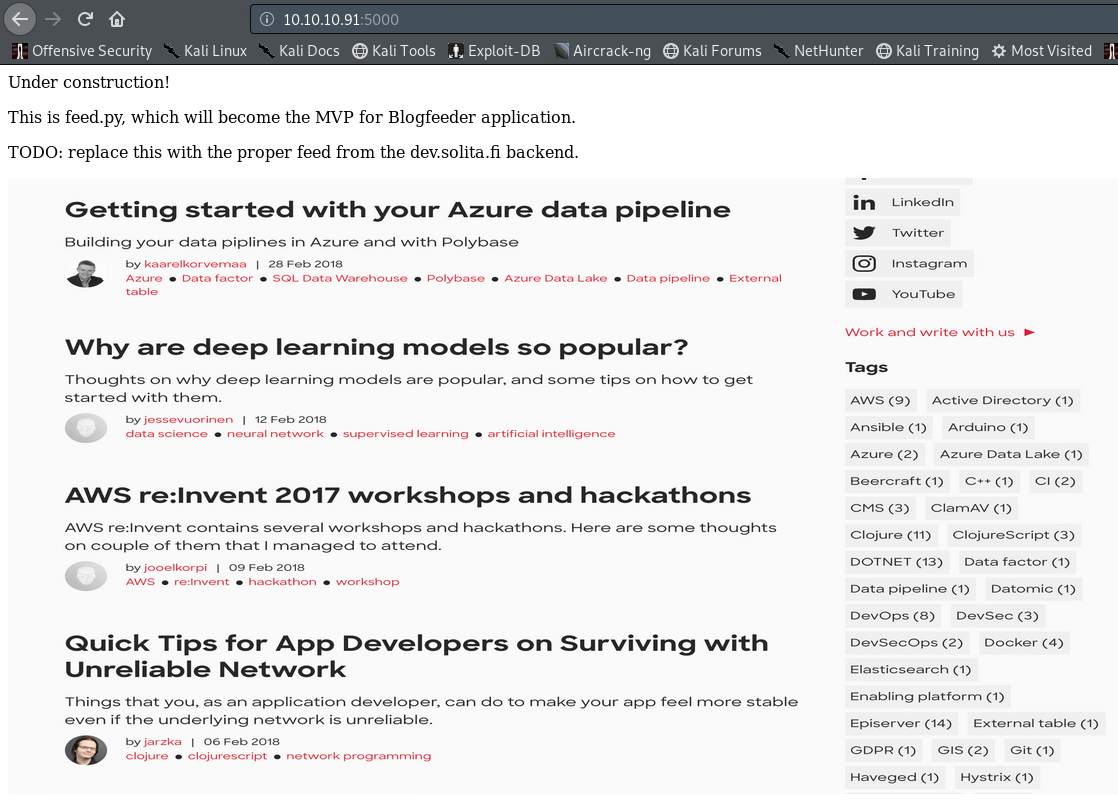 10.10.10.91:5000
Offensive Security Kali Linux Kali Docs Kali Tools Exploit-DB Aircrack-ng Kali Forums NetHunter Kali Training Most Visited
Under construction!
This is feed.py, which will become the MVP for Blogfeeder application.
TODO: replace this with the proper feed from the dev.solita.fi backend.
Getting started with your Azure data pipeline
Building your data piplines in Azure and with Polybase
by kaarelkorvemaa | 28 Feb 2018
Azure ● Data factor ● SQL Data Warehouse ● Polybase ● Azure Data Lake ● Data pipeline ● External
table
Why are deep learning models so popular?
Thoughts on why deep learning models are popular, and some tips on how to get
started with them.
by jessevuorinen | 12 Feb 2018
data science ● neural network ● supervised learning ● artificial intelligence
AWS re:Invent 2017 workshops and hackathons
AWS re:Invent contains several workshops and hackathons. Here are some thoughts
on couple of them that I managed to attend.
by jooelkorpi | 09 Feb 2018
AWS ● re:Invent ● hackathon ● workshop
Quick Tips for App Developers on Surviving with
Unreliable Network
Things that you, as an application developer, can do to make your app feel more stable
even if the underlying network is unreliable.
by jarzka | 06 Feb 2018
clojure ● clojurescript ● network programming
LinkedIn
Twitter
Instagram
YouTube
Work and write with us ►
Tags
AWS (9) Active Directory (1)
Ansible (1) Arduino (1)
Azure (2) Azure Data Lake (1)
Beercraft (1) C++ (1) CI (2)
CMS (3) ClamAV (1)
Clojure (11) ClojureScript (3)
DOTNET (13) Data factor (1)
Data pipeline (1) Datomic (1)
DevOps (8) DevSec (3)
DevSecOps (2) Docker (4)
Elasticsearch (1)
Enabling platform (1)
Episerver (14) External table (1)
GDPR (1) GIS (2) Git (1)
Haveged (1) Hystrix (1)